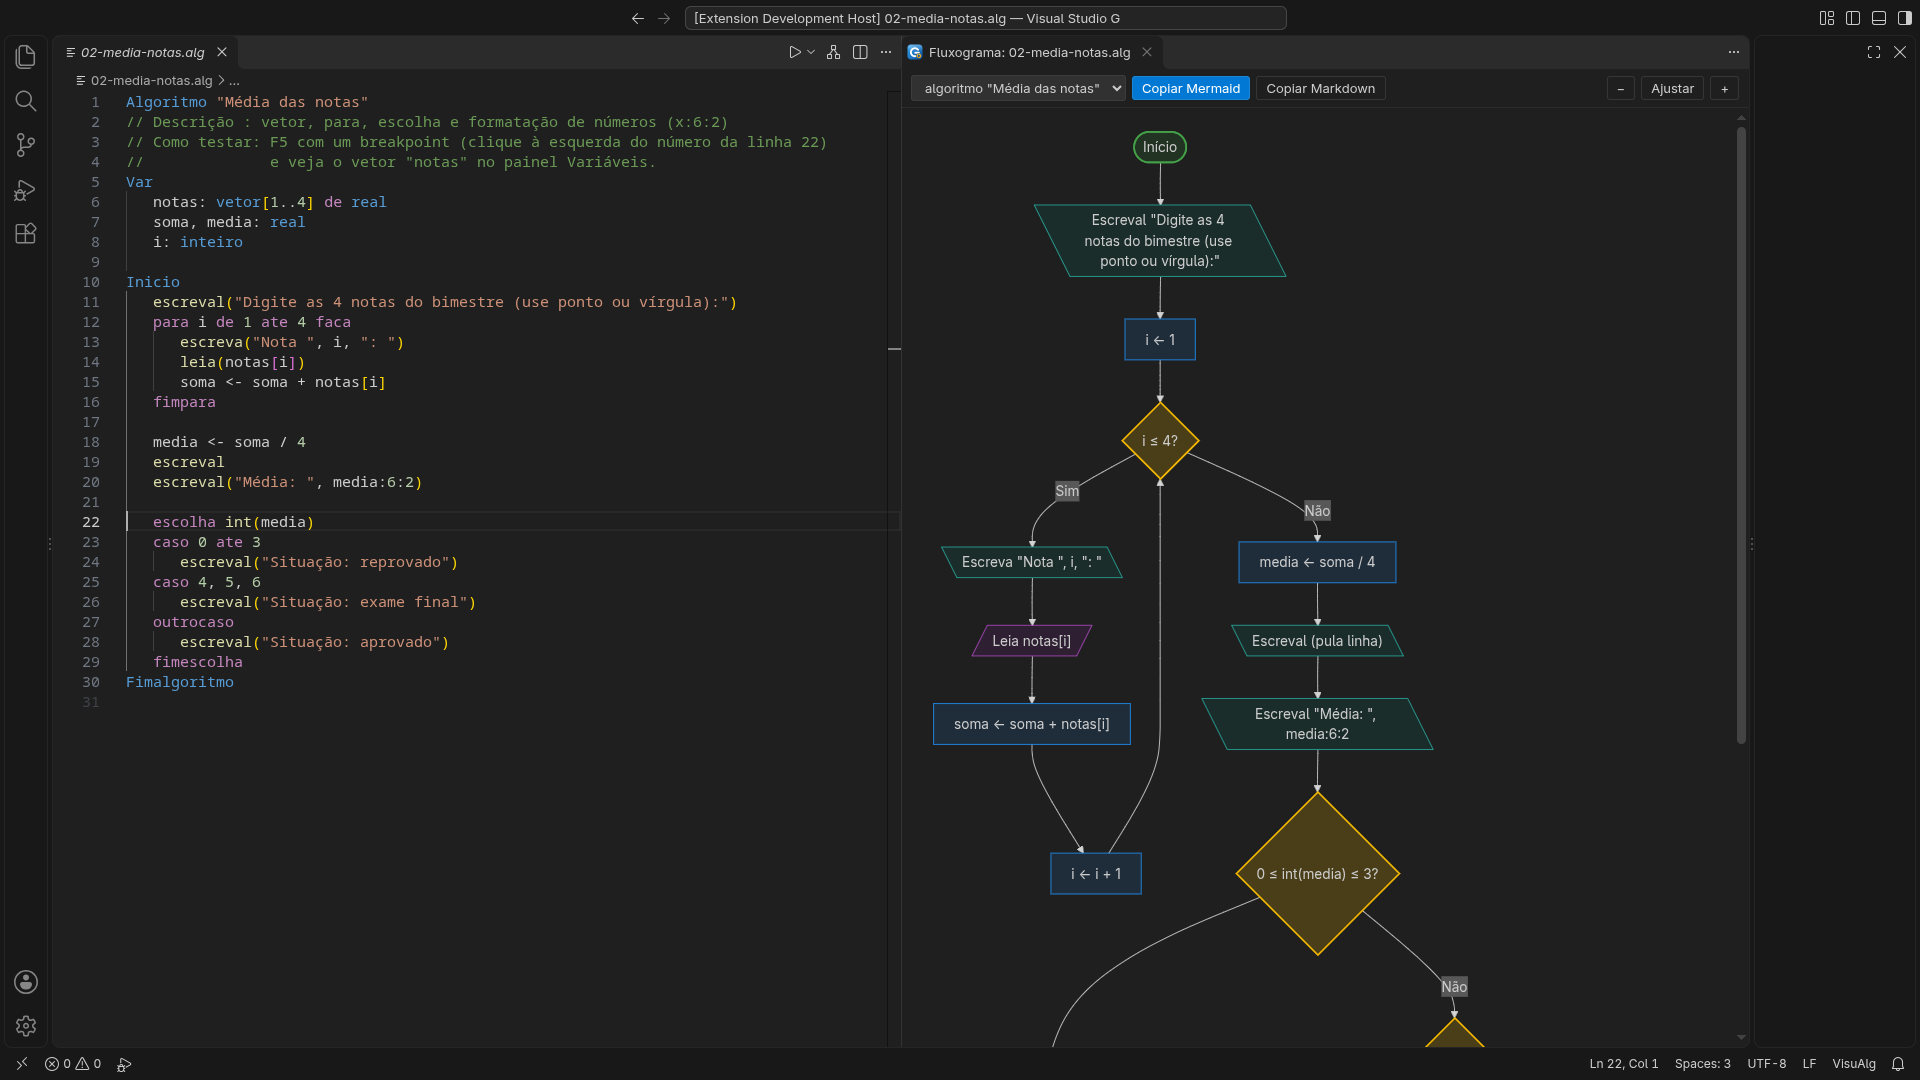 [Extension Development Host] 02-media-notas.alg — Visual Studio G
02-media-notas.alg
02-media-notas.alg > ...
1 Algoritmo "Média das notas"
2 // Descrição : vetor, para, escolha e formatação de números (x:6:2)
3 // Como testar: F5 com um breakpoint (clique à esquerda do número da linha 22)
4 //              e veja o vetor "notas" no painel Variáveis.
5 Var
6    notas: vetor[1..4] de real
7    soma, media: real
8    i: inteiro
9
10 Inicio
11    escreval("Digite as 4 notas do bimestre (use ponto ou vírgula):")
12    para i de 1 ate 4 faca
13       escreva("Nota ", i, ": ")
14       leia(notas[i])
15       soma <- soma + notas[i]
16    fimpara
17
18    media <- soma / 4
19    escreval
20    escreval("Média: ", media:6:2)
21
22    escolha int(media)
23    caso 0 ate 3
24       escreval("Situação: reprovado")
25    caso 4, 5, 6
26       escreval("Situação: exame final")
27    outrocaso
28       escreval("Situação: aprovado")
29    fimescolha
30 Fimalgoritmo
31
Fluxograma: 02-media-notas.alg
algoritmo "Média das notas"
Copiar Mermaid
Copiar Markdown
−
Ajustar
+
Início
Escreval "Digite as 4
notas do bimestre (use
ponto ou vírgula):"
i ← 1
i ≤ 4?
Sim
Não
Escreva "Nota ", i, ": "
media ← soma / 4
Leia notas[i]
Escreval (pula linha)
soma ← soma + notas[i]
Escreval "Média: ",
media:6:2
i ← i + 1
0 ≤ int(media) ≤ 3?
Não
0 0
Ln 22, Col 1
Spaces: 3
UTF-8
LF
VisuAlg